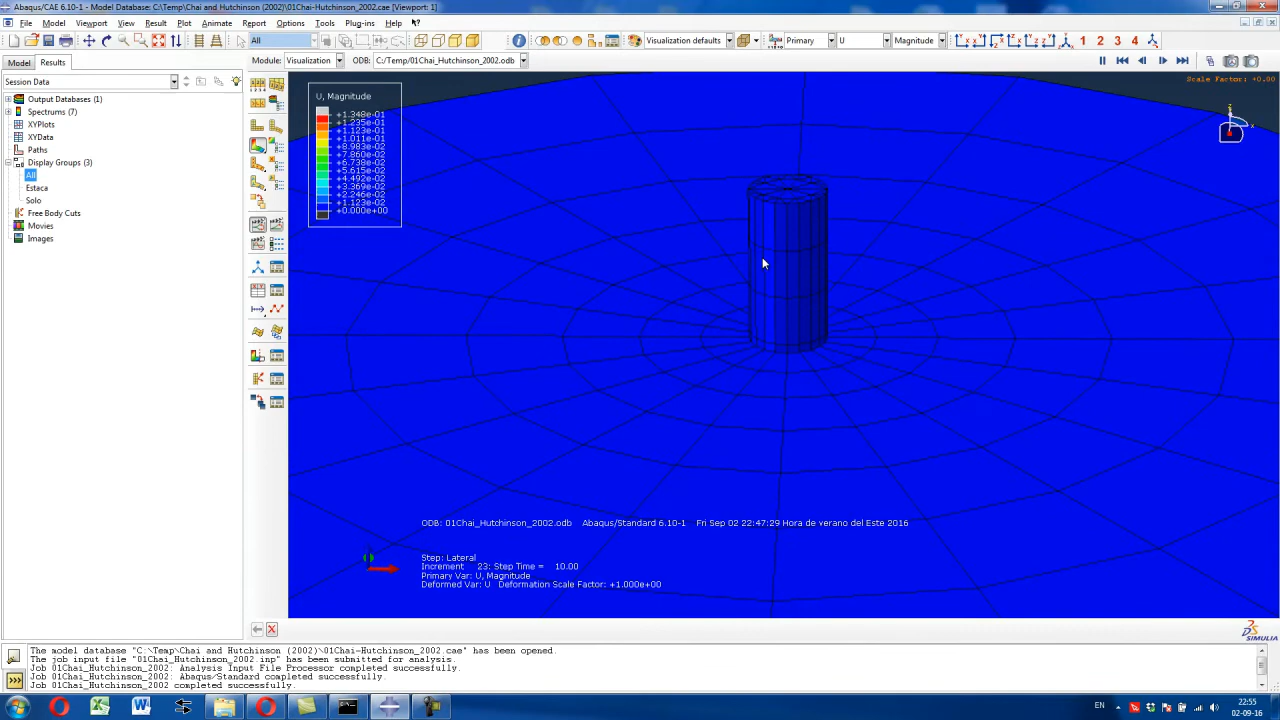 Abaqus/CAE 6.10-1 - Model Database: C:\Temp\Chai and Hutchinson (2002)\01Chai-Hutchinson_2002.cae [Viewport: 1]
File Model Viewport View Result Plot Animate Report Options Tools Plug-ins Help
All
Visualization defaults
Primary
U
Magnitude
1 2 3 4
Model Results
Module: Visualization
ODB: C:/Temp/01Chai_Hutchinson_2002.odb
Session Data
Output Databases (1)
Spectrums (7)
XYPlots
XYData
Paths
Display Groups (3)
All
Estaca
Solo
Free Body Cuts
Movies
Images
Scale Factor: +0.00
U, Magnitude
+1.348e-01
+1.235e-01
+1.123e-01
+1.011e-01
+8.983e-02
+7.860e-02
+6.738e-02
+5.615e-02
+4.492e-02
+3.369e-02
+2.246e-02
+1.123e-02
+0.000e+00
Z
X
ODB: 01Chai_Hutchinson_2002.odb Abaqus/Standard 6.10-1 Fri Sep 02 22:47:29 Hora de verano del Este 2016
Step: Lateral
Increment 23: Step Time = 10.00
Primary Var: U, Magnitude
Deformed Var: U Deformation Scale Factor: +1.000e+00
SIMULIA
The model database "C:\Temp\Chai and Hutchinson (2002)\01Chai-Hutchinson_2002.cae" has been opened.
The job input file "01Chai_Hutchinson_2002.inp" has been submitted for analysis.
Job 01Chai_Hutchinson_2002: Analysis Input File Processor completed successfully.
Job 01Chai_Hutchinson_2002: Abaqus/Standard completed successfully.
Job 01Chai_Hutchinson_2002 completed successfully.
>>>
EN
22:55
02-09-16